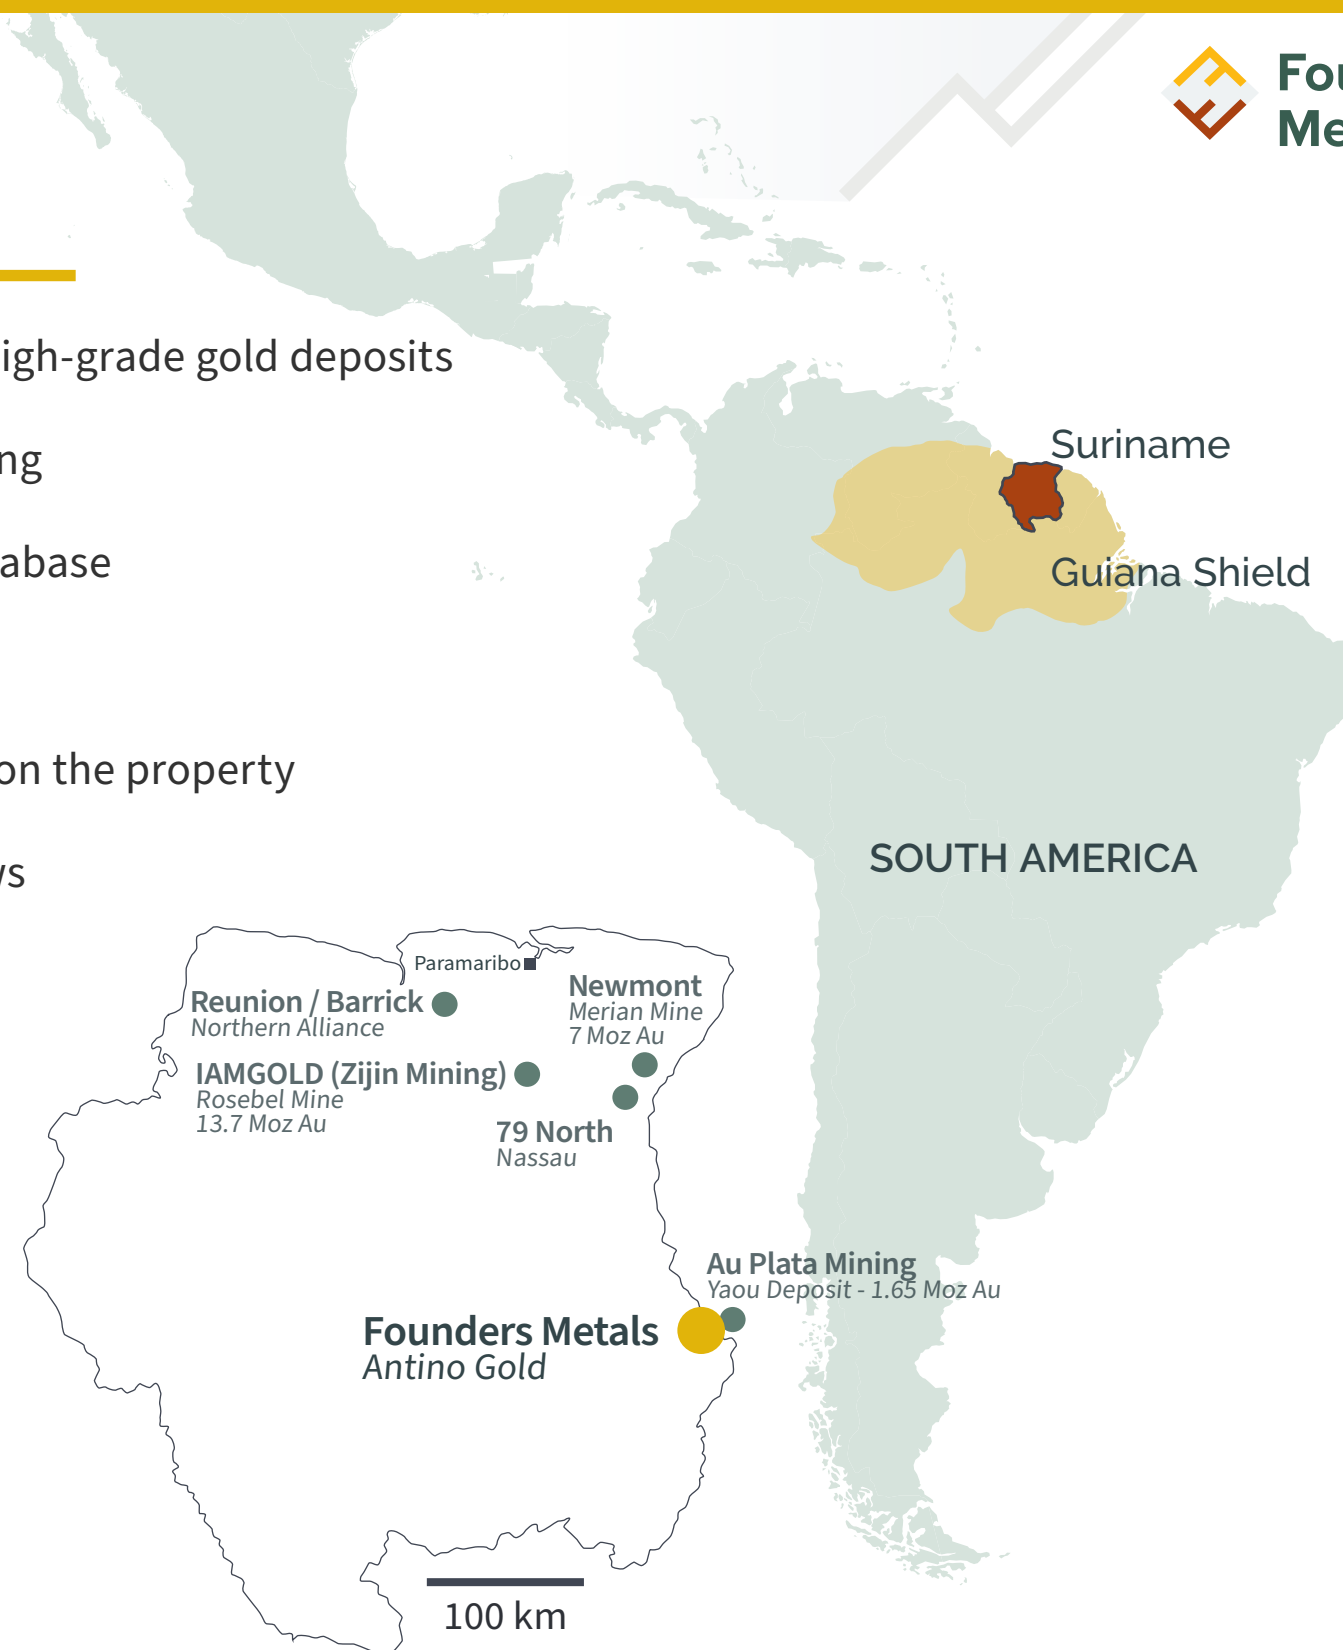 Fou
Me
igh-grade gold deposits
ng
abase
on the property
ws
Suriname
Guiana Shield
SOUTH AMERICA
Paramaribo
Reunion / Barrick
Northern Alliance
Newmont
Merian Mine
7 Moz Au
IAMGOLD (Zijin Mining)
Rosebel Mine
13.7 Moz Au
79 North
Nassau
Au Plata Mining
Yaou Deposit - 1.65 Moz Au
Founders Metals
Antino Gold
100 km